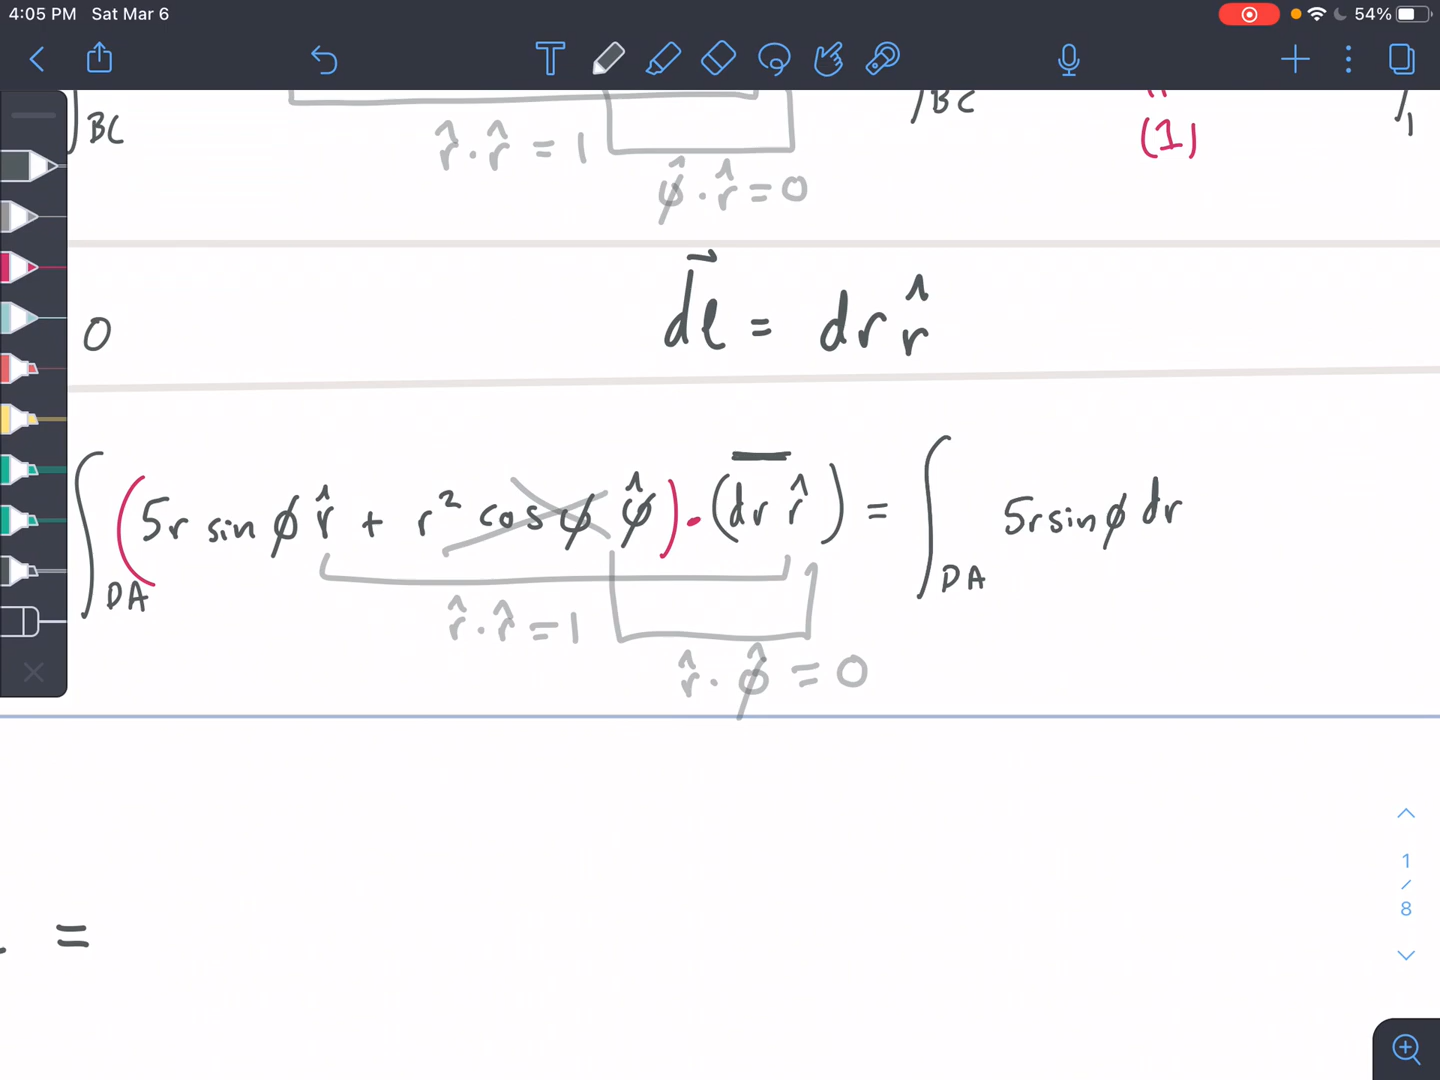 4:05 PM Sat Mar 6 54%
T
BC r̂ · r̂ = 1 BC (1) 1
φ̂ · r̂ = 0
0 d⃗l = dr r̂
∫DA (5r sin φ r̂ + r² cos φ φ̂) · (dr r̂) = ∫DA 5r sin φ dr
r̂ · r̂ = 1
r̂ · φ̂ = 0
=
1
/
8